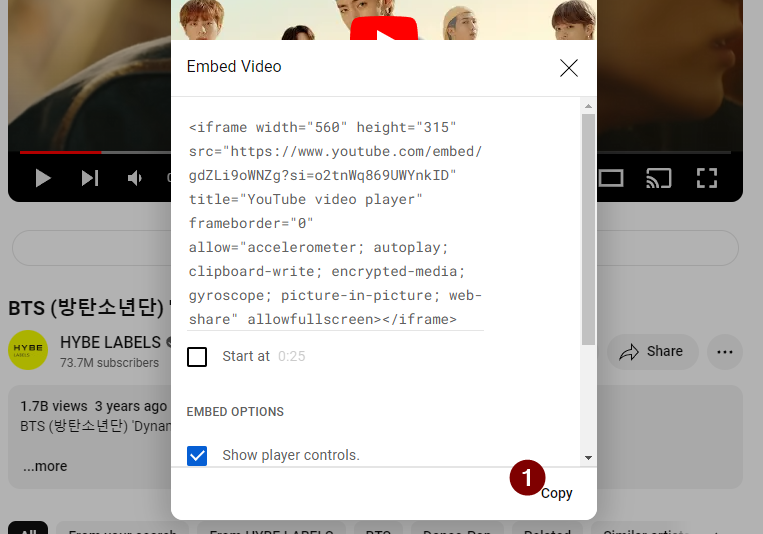 Embed Video
<iframe width="560" height="315"
src="https://www.youtube.com/embed/
gdZLi9oWNZg?si=o2tnWq869UWYnkID"
title="YouTube video player"
frameborder="0"
allow="accelerometer; autoplay;
clipboard-write; encrypted-media;
gyroscope; picture-in-picture; web-
share" allowfullscreen></iframe>
BTS (방탄소년단) '
HYBE
LABELS
HYBE LABELS
73.7M subscribers
Start at 0:25
Share
1.7B views 3 years ago
BTS (방탄소년단) 'Dynam
...more
EMBED OPTIONS
Show player controls.
1
Copy
All
From your search
From HYBE LABELS
BTS
Dance-Pop
Related
Similar artists